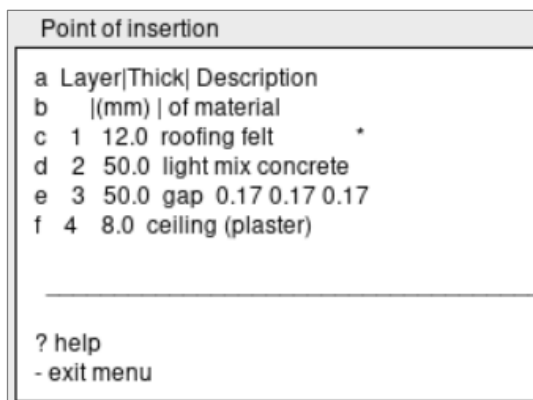 Point of insertion
a Layer|Thick| Description
b |(mm) | of material
c 1 12.0 roofing felt *
d 2 50.0 light mix concrete
e 3 50.0 gap 0.17 0.17 0.17
f 4 8.0 ceiling (plaster)
? help
- exit menu